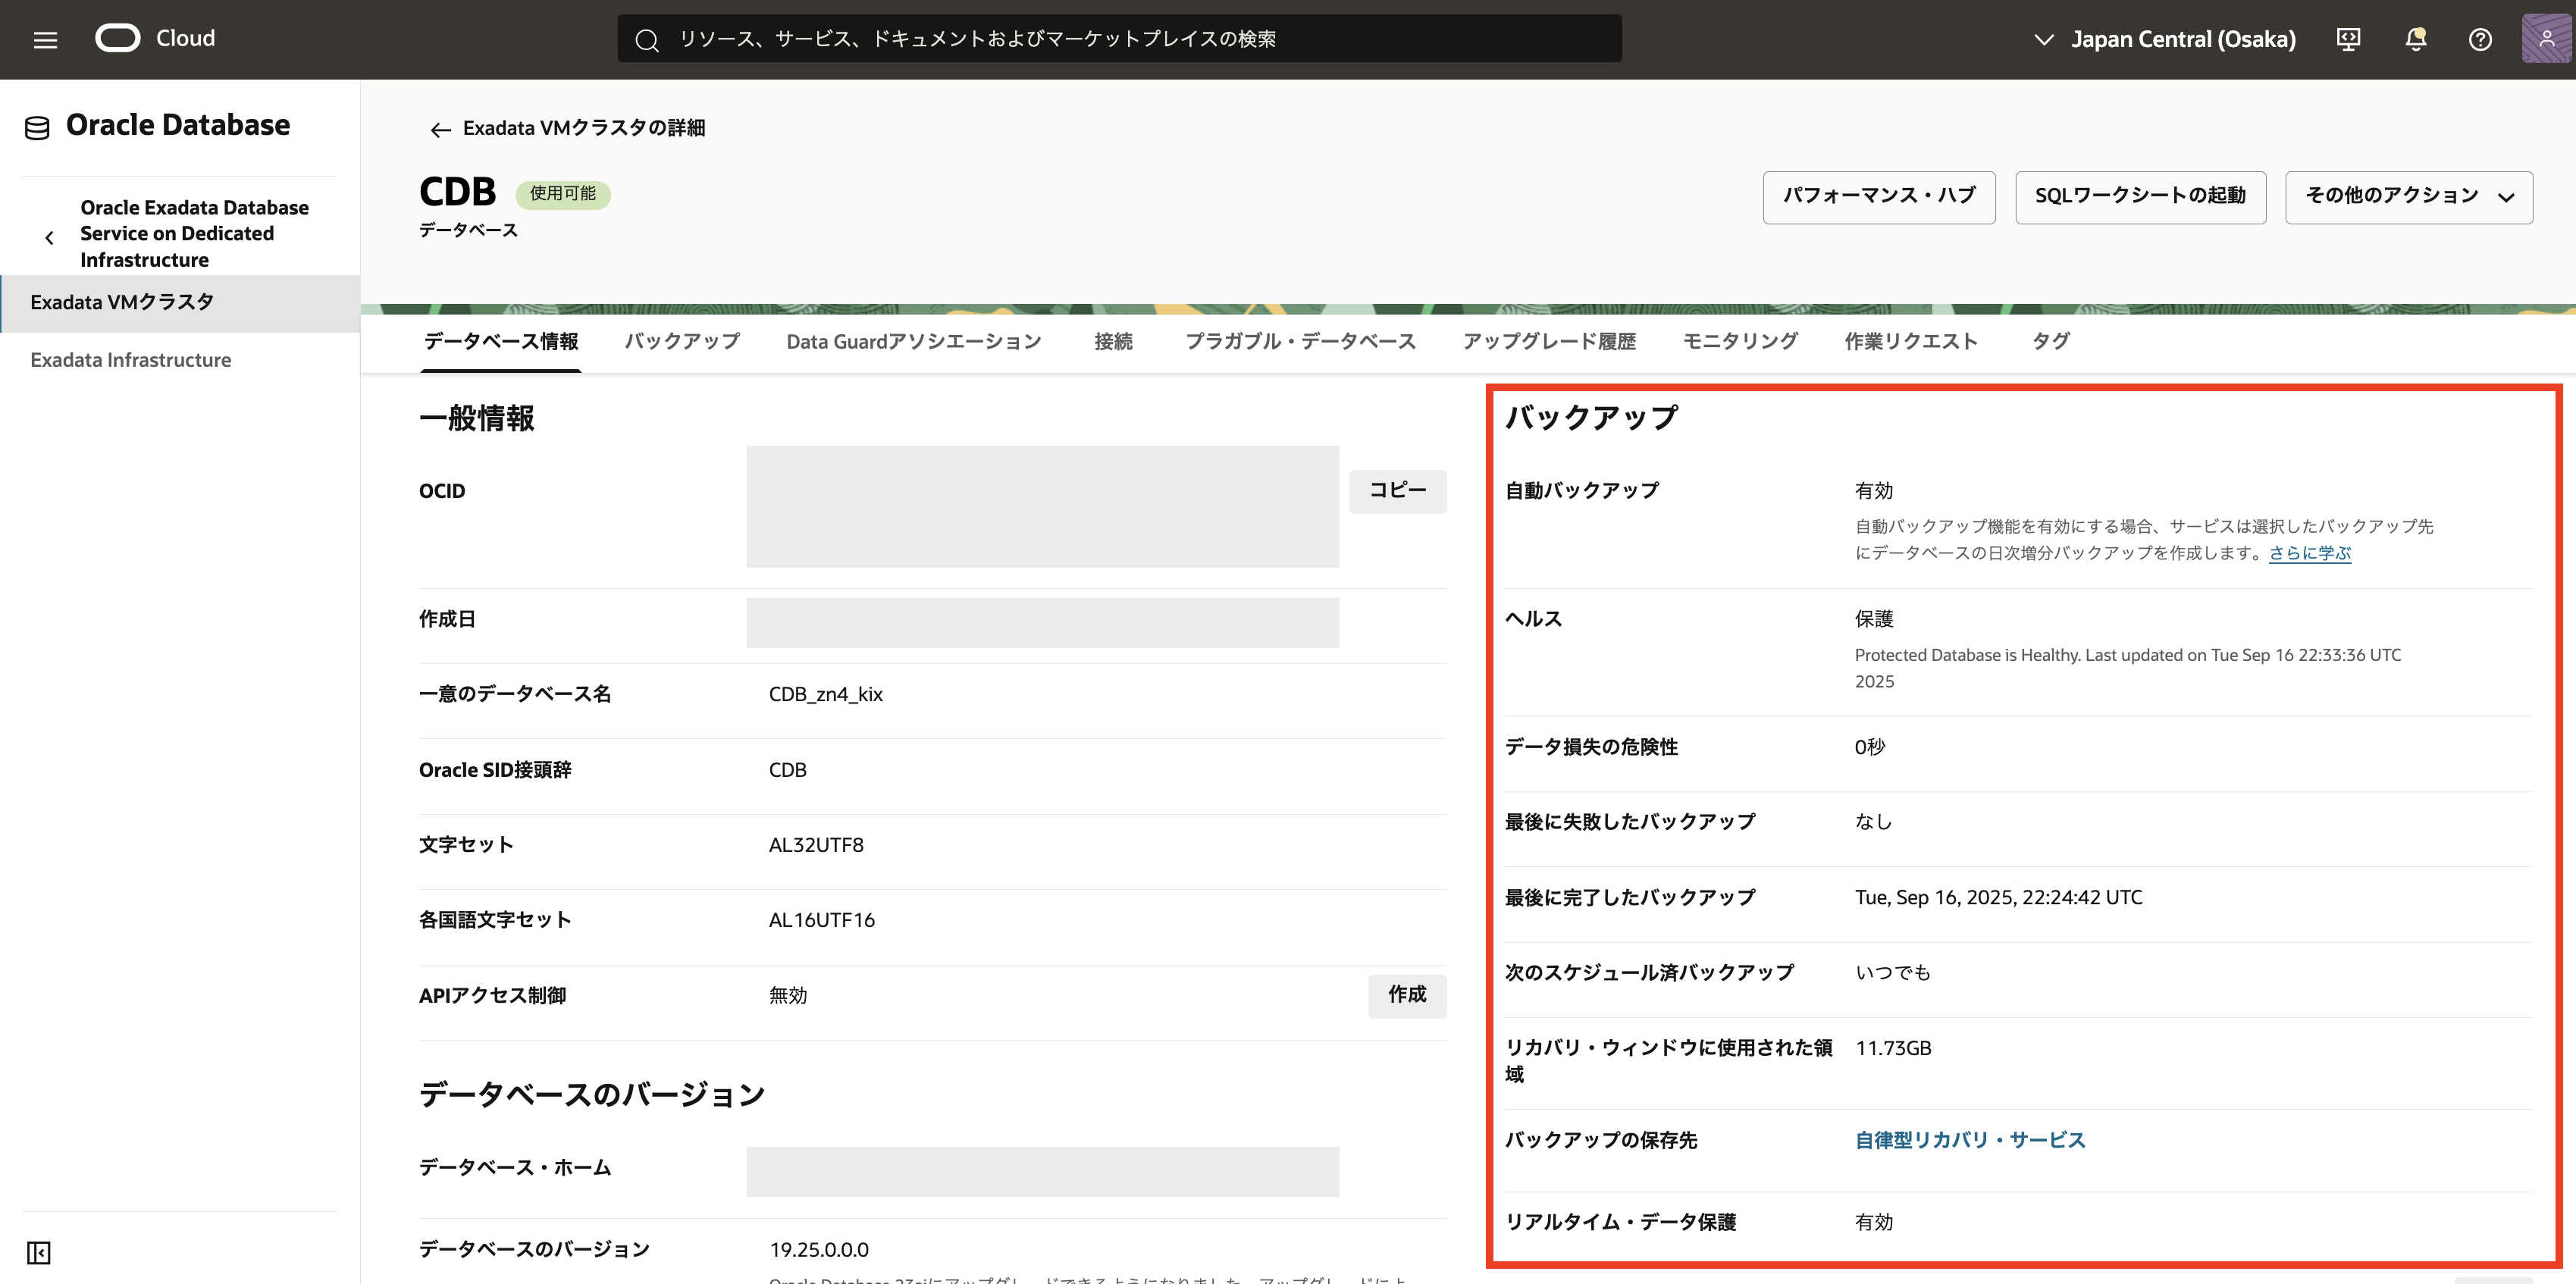 Cloud
リソース、サービス、ドキュメントおよびマーケットプレイスの検索
Japan Central (Osaka)
Oracle Database
Oracle Exadata Database
Service on Dedicated
Infrastructure
Exadata VMクラスタ
Exadata Infrastructure
Exadata VMクラスタの詳細
CDB
使用可能
データベース
パフォーマンス・ハブ
SQLワークシートの起動
その他のアクション
データベース情報
バックアップ
Data Guardアソシエーション
接続
プラガブル・データベース
アップグレード履歴
モニタリング
作業リクエスト
タグ
一般情報
OCID
コピー
作成日
一意のデータベース名
CDB_zn4_kix
Oracle SID接頭辞
CDB
文字セット
AL32UTF8
各国語文字セット
AL16UTF16
APIアクセス制御
無効
作成
データベースのバージョン
データベース・ホーム
データベースのバージョン
19.25.0.0.0
バックアップ
自動バックアップ
有効
自動バックアップ機能を有効にする場合、サービスは選択したバックアップ先
にデータベースの日次増分バックアップを作成します。さらに学ぶ
ヘルス
保護
Protected Database is Healthy. Last updated on Tue Sep 16 22:33:36 UTC
2025
データ損失の危険性
0秒
最後に失敗したバックアップ
なし
最後に完了したバックアップ
Tue, Sep 16, 2025, 22:24:42 UTC
次のスケジュール済バックアップ
いつでも
リカバリ・ウィンドウに使用された領
域
11.73GB
バックアップの保存先
自律型リカバリ・サービス
リアルタイム・データ保護
有効